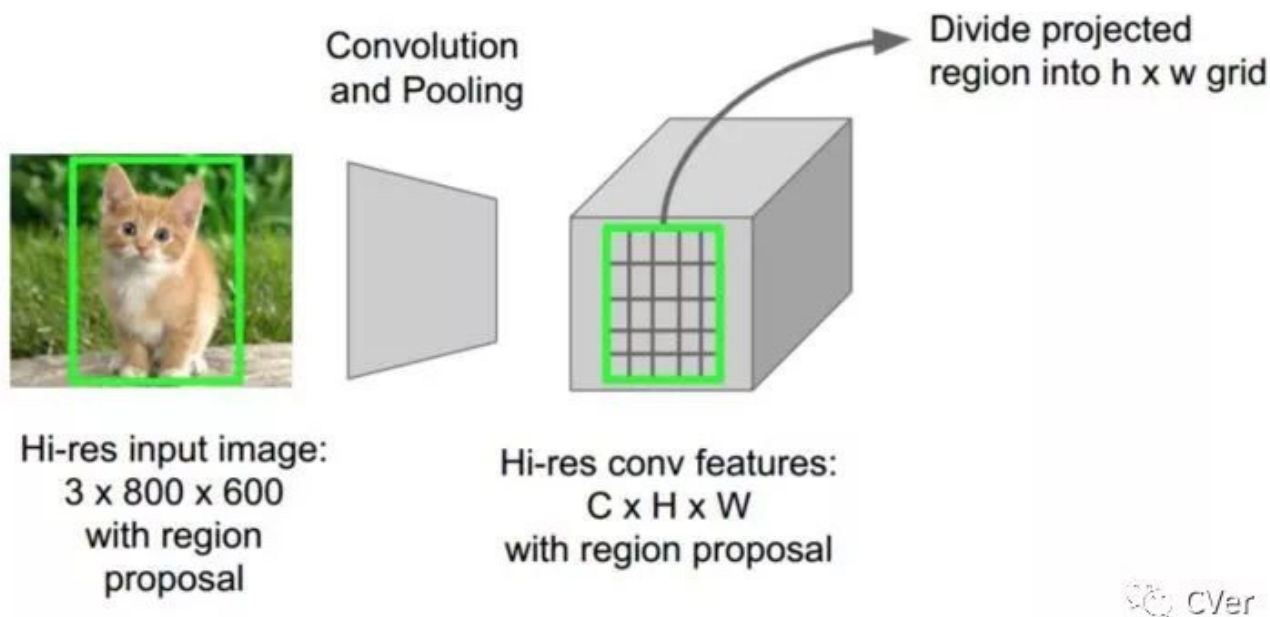 Convolution
and Pooling
Divide projected
region into h x w grid
Hi-res input image:
3 x 800 x 600
with region
proposal
Hi-res conv features:
C x H x W
with region proposal
CVer